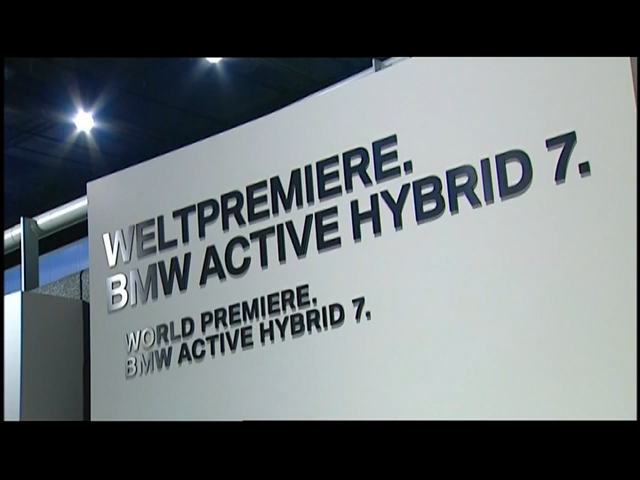 WELTPREMIERE.
BMW ACTIVE HYBRID 7.
WORLD PREMIERE.
BMW ACTIVE HYBRID 7.